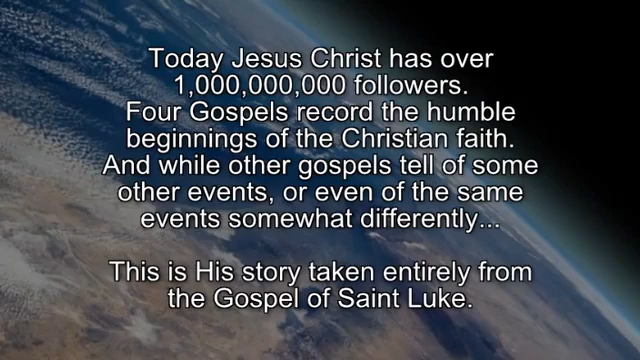 Today Jesus Christ has over
1,000,000,000 followers.
Four Gospels record the humble
beginnings of the Christian faith.
And while other gospels tell of some
other events, or even of the same
events somewhat differently...
This is His story taken entirely from
the Gospel of Saint Luke.